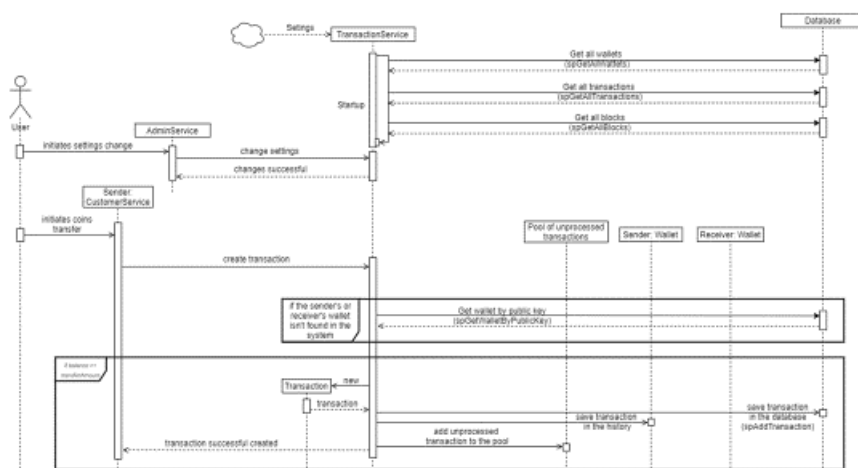 Setings
TransactionService
Database
Get all wallets
(spGetAllWallets)
Get all transactions
(spGetAllTransactions)
Startup
Get all blocks
(spGetAllBlocks)
User
AdminService
initiates settings change
change settings
changes successful
Sender:
CustomerService
initiates coins
transfer
Pool of unprocessed
transactions
Sender: Wallet
Receiver: Wallet
create transaction
if the sender's or
receiver's wallet
isn't found in the
system
Get wallet by public key
(spGetWalletByPublicKey)
new
Transaction
transaction
save transaction
in the history
save transaction
in the database
(spAddTransaction)
add unprocessed
transaction to the pool
transaction successful created